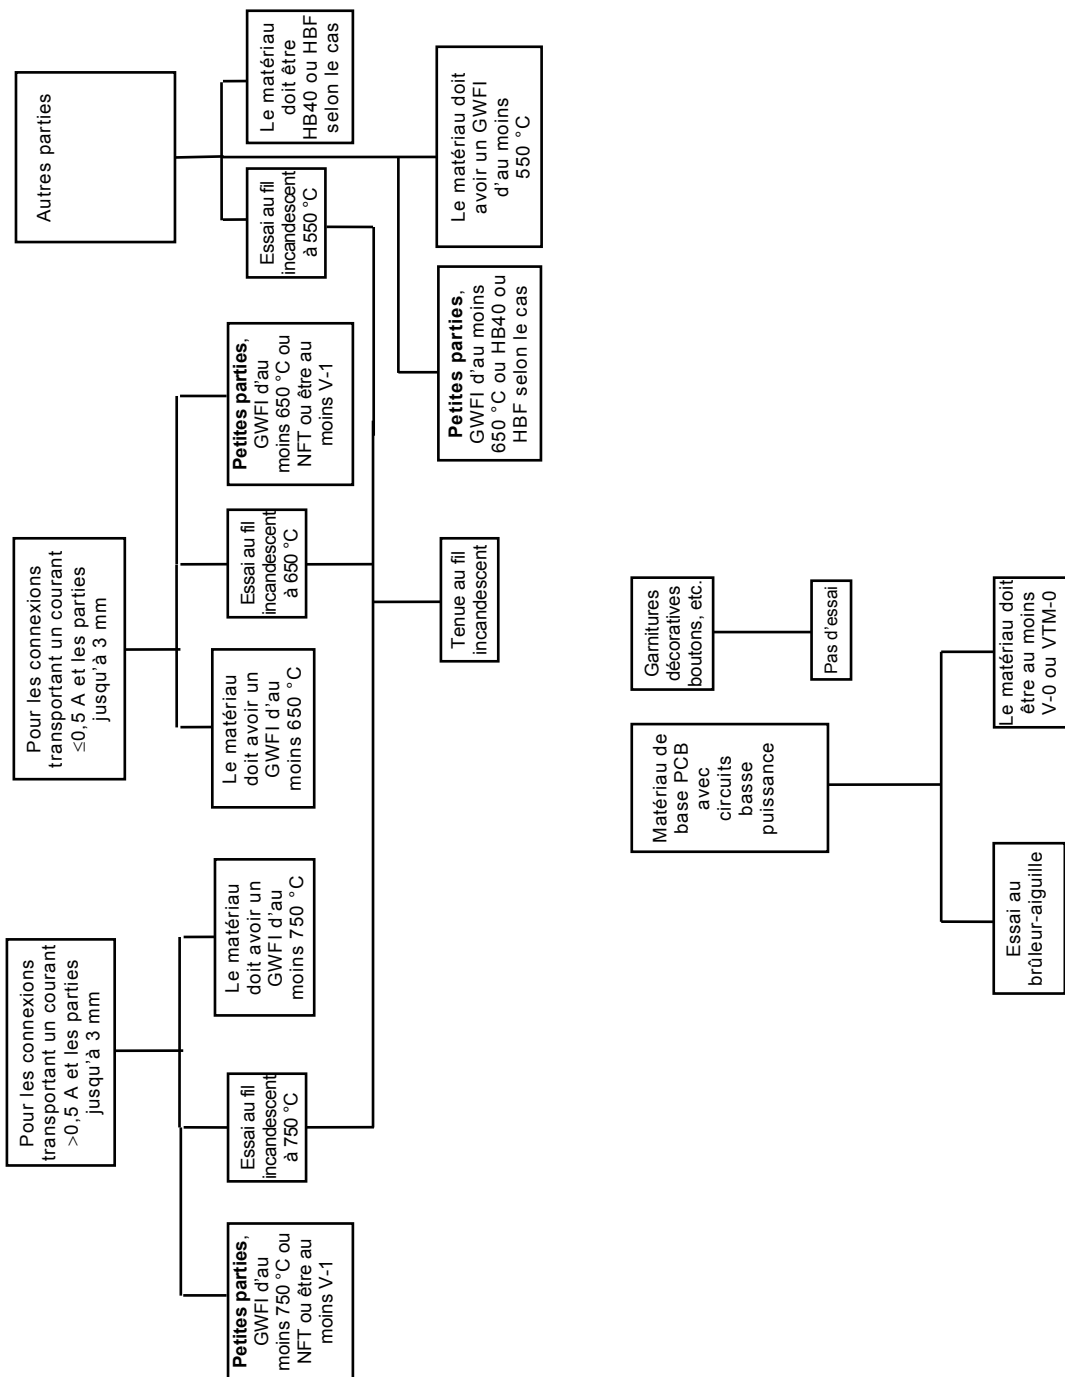 Pour les connexions
transportant un courant
>0,5 A et les parties
jusqu'à 3 mm
Pour les connexions
transportant un courant
≤0,5 A et les parties
jusqu'à 3 mm
Autres parties
Petites parties,
GWFI d'au
moins 750 °C ou
NFT ou être au
moins V-1
Essai au fil
incandescent
à 750 °C
Le matériau
doit avoir un
GWFI d'au
moins 750 °C
Le matériau
doit avoir un
GWFI d'au
moins 650 °C
Essai au fil
incandescent
à 650 °C
Petites parties,
GWFI d'au
moins 650 °C ou
NFT ou être au
moins V-1
Essai au fil
incandescent
à 550 °C
Le matériau
doit être
HB40 ou HBF
selon le cas
Tenue au fil
incandescent
Petites parties,
GWFI d'au moins
650 °C ou HB40 ou
HBF selon le cas
Le matériau doit
avoir un GWFI
d'au moins
550 °C
Matériau de
base PCB
avec
circuits
basse
puissance
Garnitures
décoratives
boutons, etc.
Pas d'essai
Essai au
brûleur-aiguille
Le matériau doit
être au moins
V-0 ou VTM-0